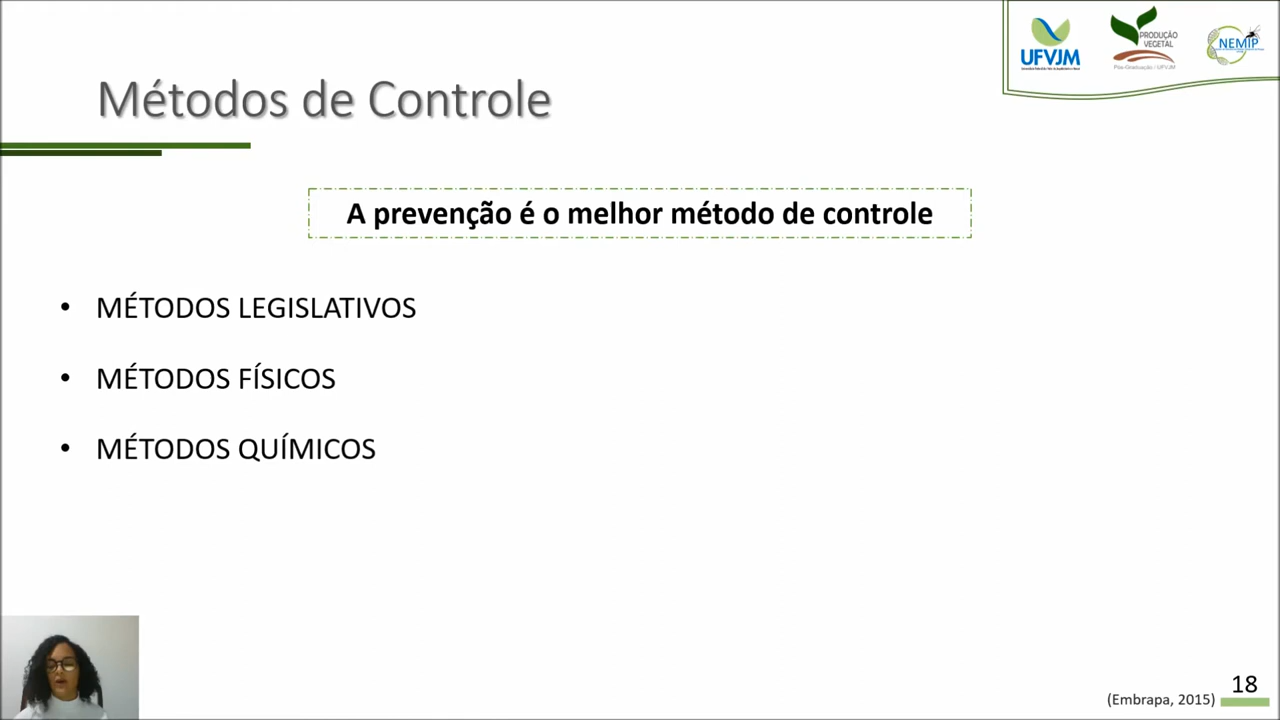 UFVJM
PRODUÇÃO
VEGETAL
Pós-Graduação / UFVJM
NEMIP
Métodos de Controle
A prevenção é o melhor método de controle
• MÉTODOS LEGISLATIVOS
• MÉTODOS FÍSICOS
• MÉTODOS QUÍMICOS
18
(Embrapa, 2015)